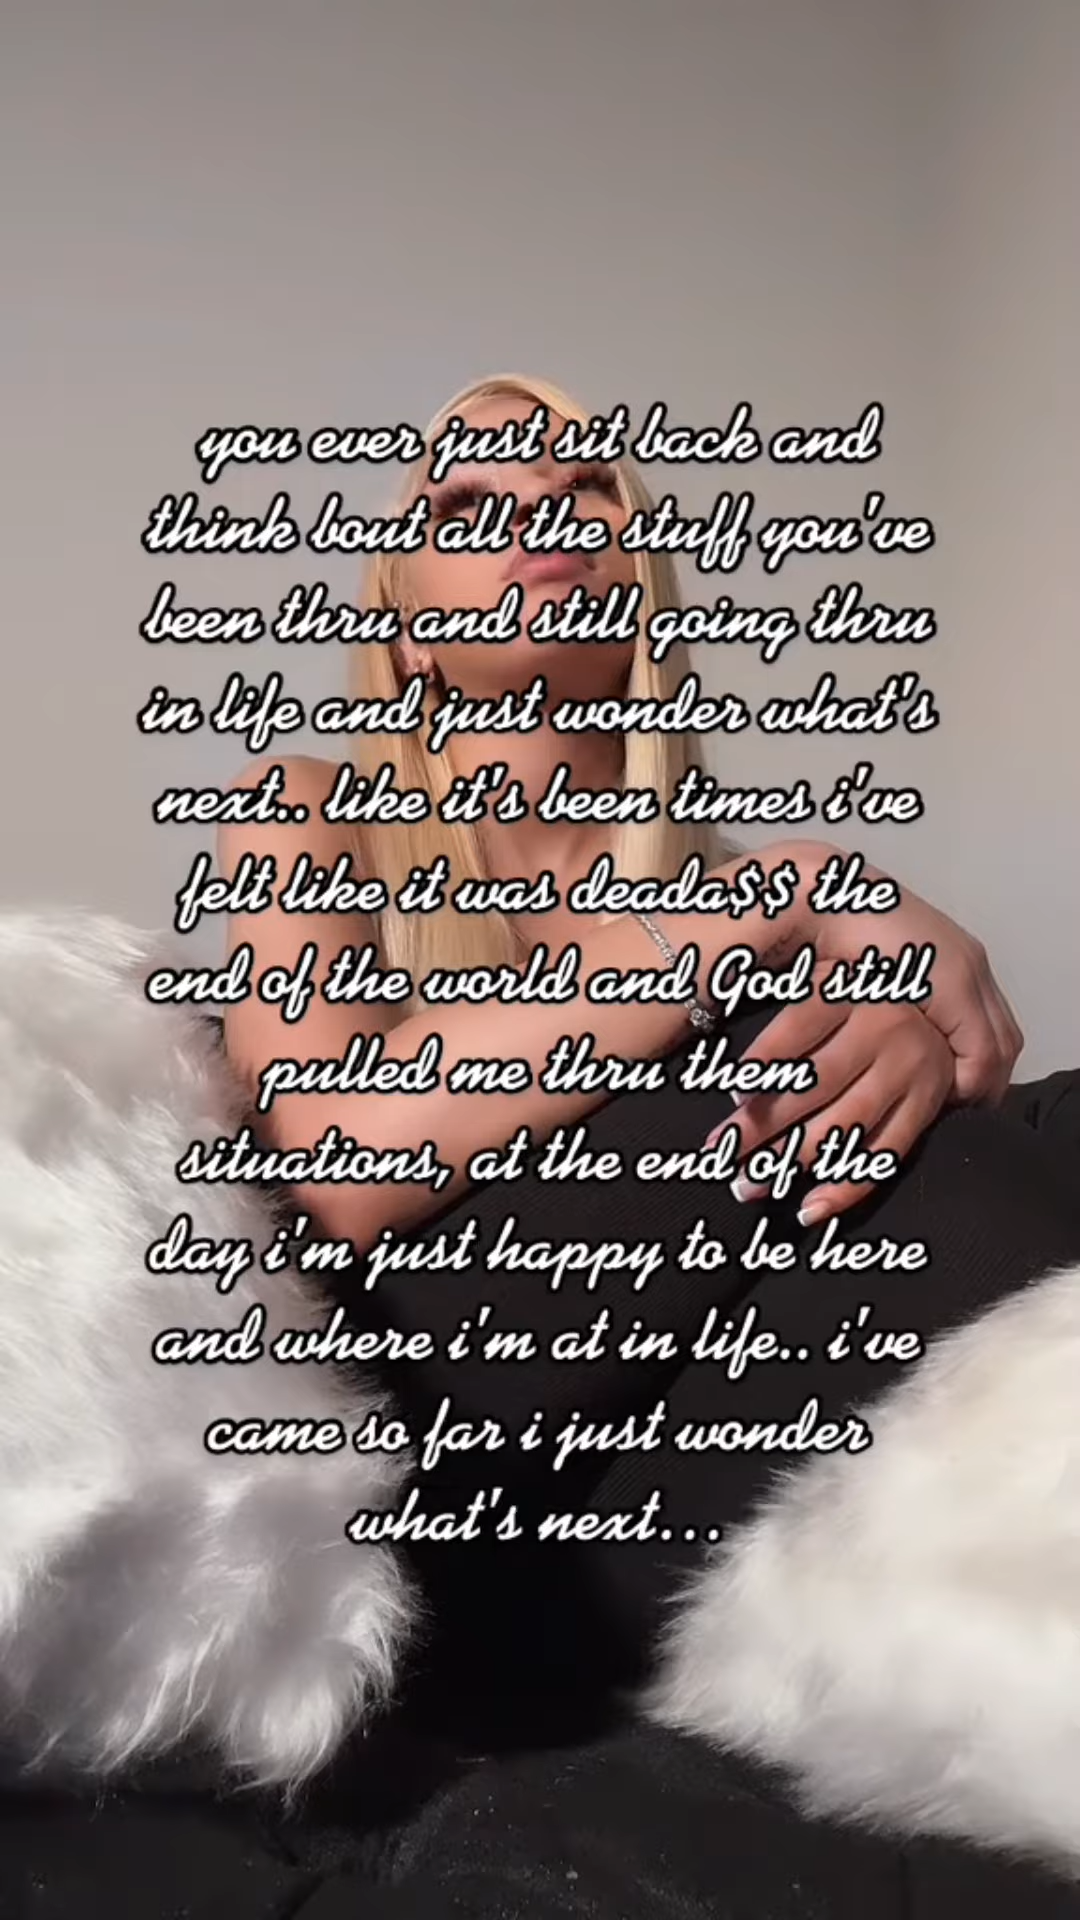 you ever just sit back and
think bout all the stuff you've
been thru and still going thru
in life and just wonder what's
next.. like it's been times i've
felt like it was deada$$ the
end of the world and God still
pulled me thru them
situations, at the end of the
day i'm just happy to be here
and where i'm at in life.. i've
came so far i just wonder
what's next...